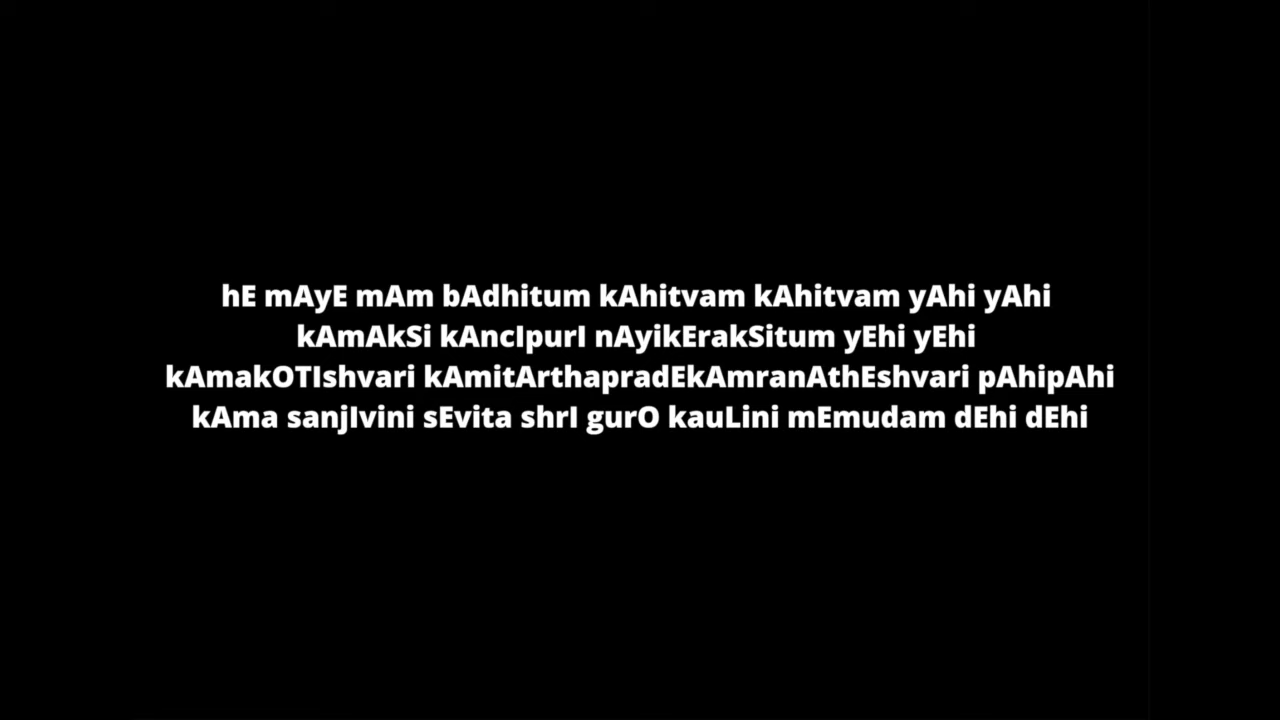 hE mAyE mAm bAdhitum kAhitvam kAhitvam yAhi yAhi
kAmAkSi kAncIpurI nAyikErakSitum yEhi yEhi
kAmakOTIshvari kAmitArthapradEkAmranAthEshvari pAhipAhi
kAma sanjIvini sEvita shrI gurO kauLini mEmudam dEhi dEhi